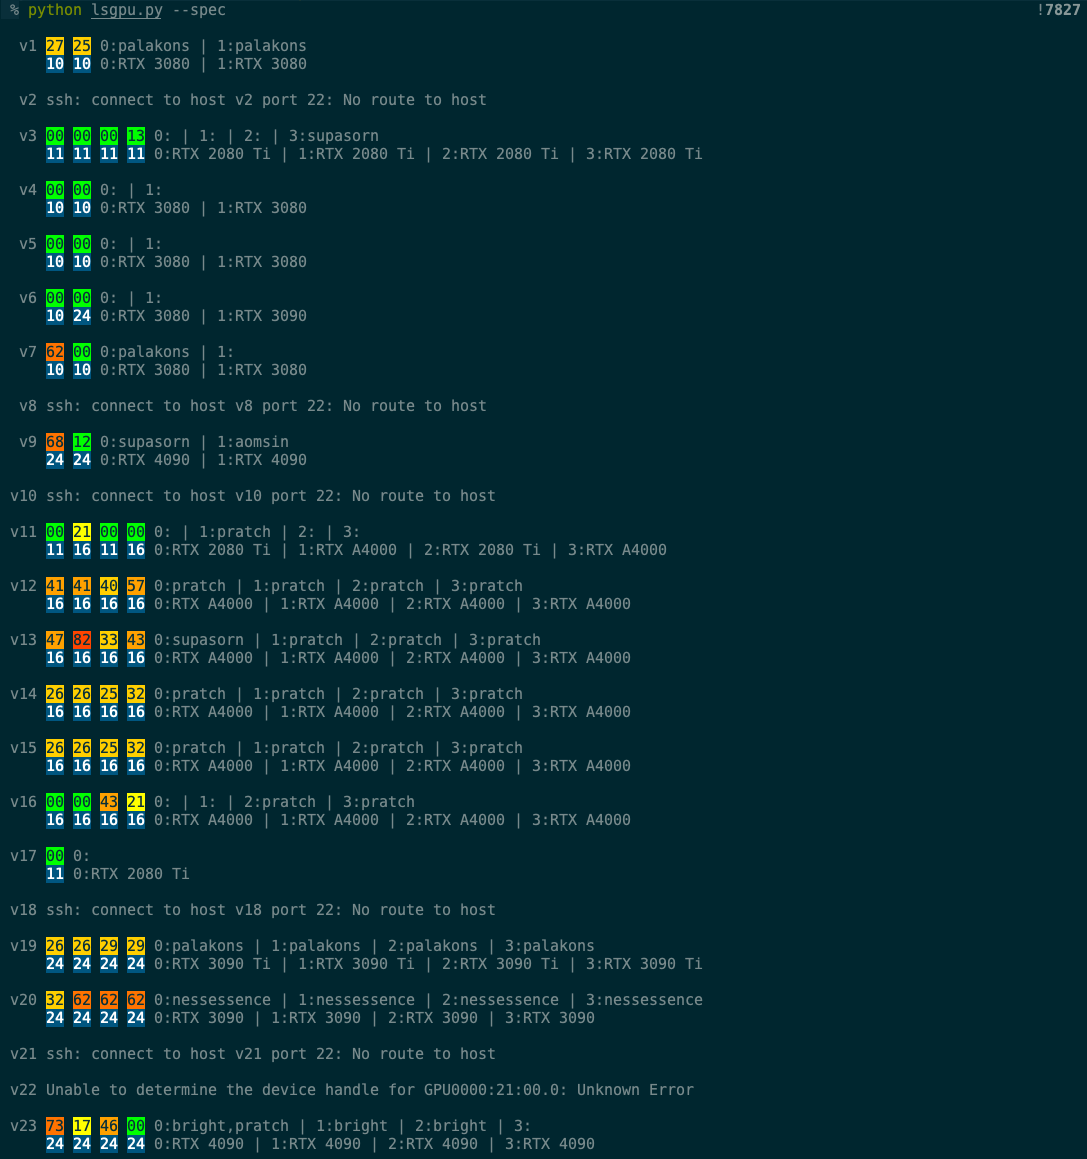 % python lsgpu.py --spec !7827
v1 27 25 0:palakons | 1:palakons
10 10 0:RTX 3080 | 1:RTX 3080
v2 ssh: connect to host v2 port 22: No route to host
v3 00 00 00 13 0: | 1: | 2: | 3:supasorn
11 11 11 11 0:RTX 2080 Ti | 1:RTX 2080 Ti | 2:RTX 2080 Ti | 3:RTX 2080 Ti
v4 00 00 0: | 1:
10 10 0:RTX 3080 | 1:RTX 3080
v5 00 00 0: | 1:
10 10 0:RTX 3080 | 1:RTX 3080
v6 00 00 0: | 1:
10 24 0:RTX 3080 | 1:RTX 3090
v7 62 00 0:palakons | 1:
10 10 0:RTX 3080 | 1:RTX 3080
v8 ssh: connect to host v8 port 22: No route to host
v9 68 12 0:supasorn | 1:aomsin
24 24 0:RTX 4090 | 1:RTX 4090
v10 ssh: connect to host v10 port 22: No route to host
v11 00 21 00 00 0: | 1:pratch | 2: | 3:
11 16 11 16 0:RTX 2080 Ti | 1:RTX A4000 | 2:RTX 2080 Ti | 3:RTX A4000
v12 41 41 40 57 0:pratch | 1:pratch | 2:pratch | 3:pratch
16 16 16 16 0:RTX A4000 | 1:RTX A4000 | 2:RTX A4000 | 3:RTX A4000
v13 47 82 33 43 0:supasorn | 1:pratch | 2:pratch | 3:pratch
16 16 16 16 0:RTX A4000 | 1:RTX A4000 | 2:RTX A4000 | 3:RTX A4000
v14 26 26 25 32 0:pratch | 1:pratch | 2:pratch | 3:pratch
16 16 16 16 0:RTX A4000 | 1:RTX A4000 | 2:RTX A4000 | 3:RTX A4000
v15 26 26 25 32 0:pratch | 1:pratch | 2:pratch | 3:pratch
16 16 16 16 0:RTX A4000 | 1:RTX A4000 | 2:RTX A4000 | 3:RTX A4000
v16 00 00 43 21 0: | 1: | 2:pratch | 3:pratch
16 16 16 16 0:RTX A4000 | 1:RTX A4000 | 2:RTX A4000 | 3:RTX A4000
v17 00 0:
11 0:RTX 2080 Ti
v18 ssh: connect to host v18 port 22: No route to host
v19 26 26 29 29 0:palakons | 1:palakons | 2:palakons | 3:palakons
24 24 24 24 0:RTX 3090 Ti | 1:RTX 3090 Ti | 2:RTX 3090 Ti | 3:RTX 3090 Ti
v20 32 62 62 62 0:nessessence | 1:nessessence | 2:nessessence | 3:nessessence
24 24 24 24 0:RTX 3090 | 1:RTX 3090 | 2:RTX 3090 | 3:RTX 3090
v21 ssh: connect to host v21 port 22: No route to host
v22 Unable to determine the device handle for GPU0000:21:00.0: Unknown Error
v23 73 17 46 00 0:bright,pratch | 1:bright | 2:bright | 3:
24 24 24 24 0:RTX 4090 | 1:RTX 4090 | 2:RTX 4090 | 3:RTX 4090